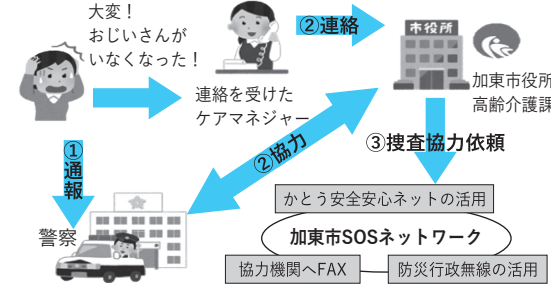 大変！
おじいさんが
いなくなった！
②連絡
市役所
加東市役所
高齢介護課
連絡を受けた
ケアマネジャー
①通報
②協力
③捜査協力依頼
警察
かとう安全安心ネットの活用
加東市SOSネットワーク
協力機関へFAX
防災行政無線の活用